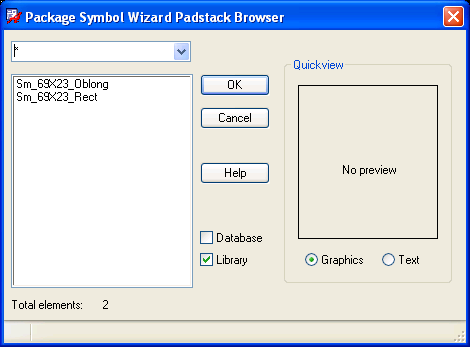 Package Symbol Wizard Padstack Browser
*
Sm_69X23_Oblong
Sm_69X23_Rect
OK
Cancel
Help
Database
Library
Quickview
No preview
Graphics
Text
Total elements: 2